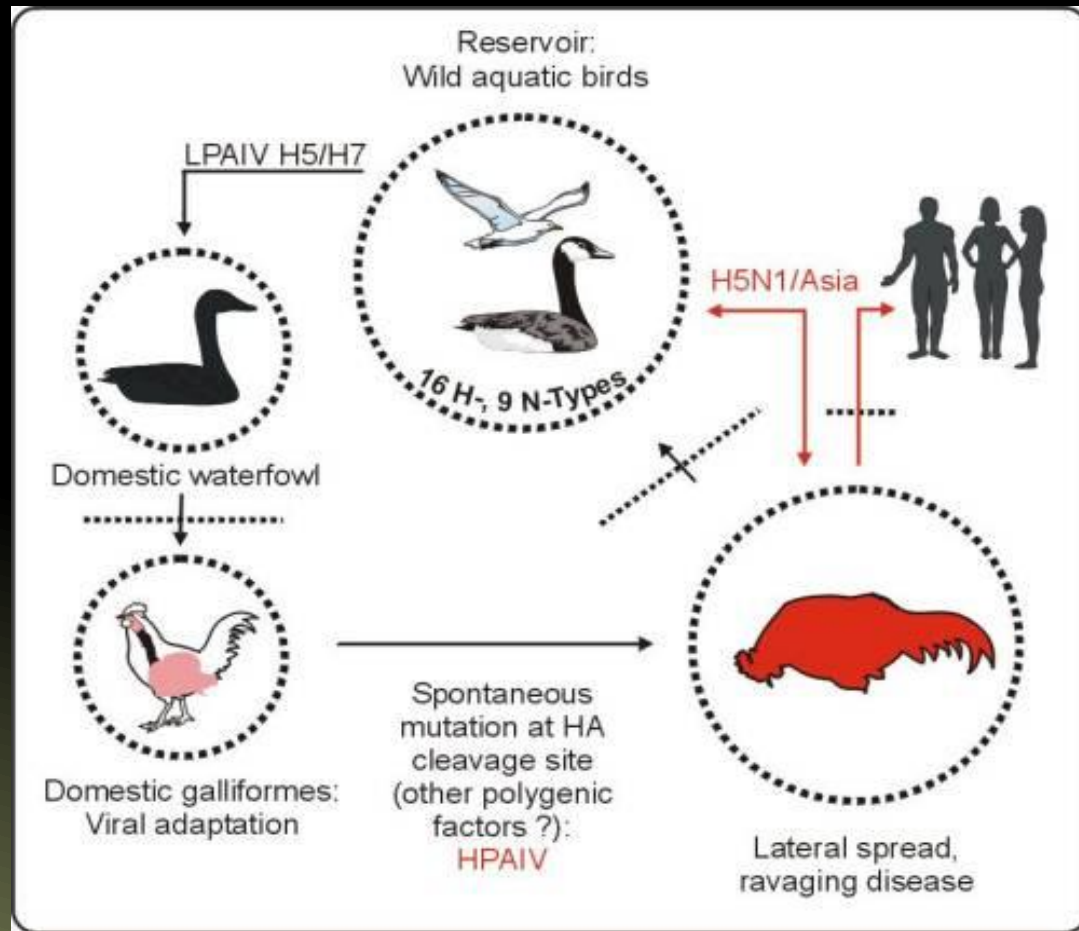 Reservoir:
Wild aquatic birds
LPAIV H5/H7
H5N1/Asia
16 H-, 9 N-Types
Domestic waterfowl
Domestic galliformes:
Viral adaptation
Spontaneous
mutation at HA
cleavage site
(other polygenic
factors ?):
HPAIV
Lateral spread,
ravaging disease